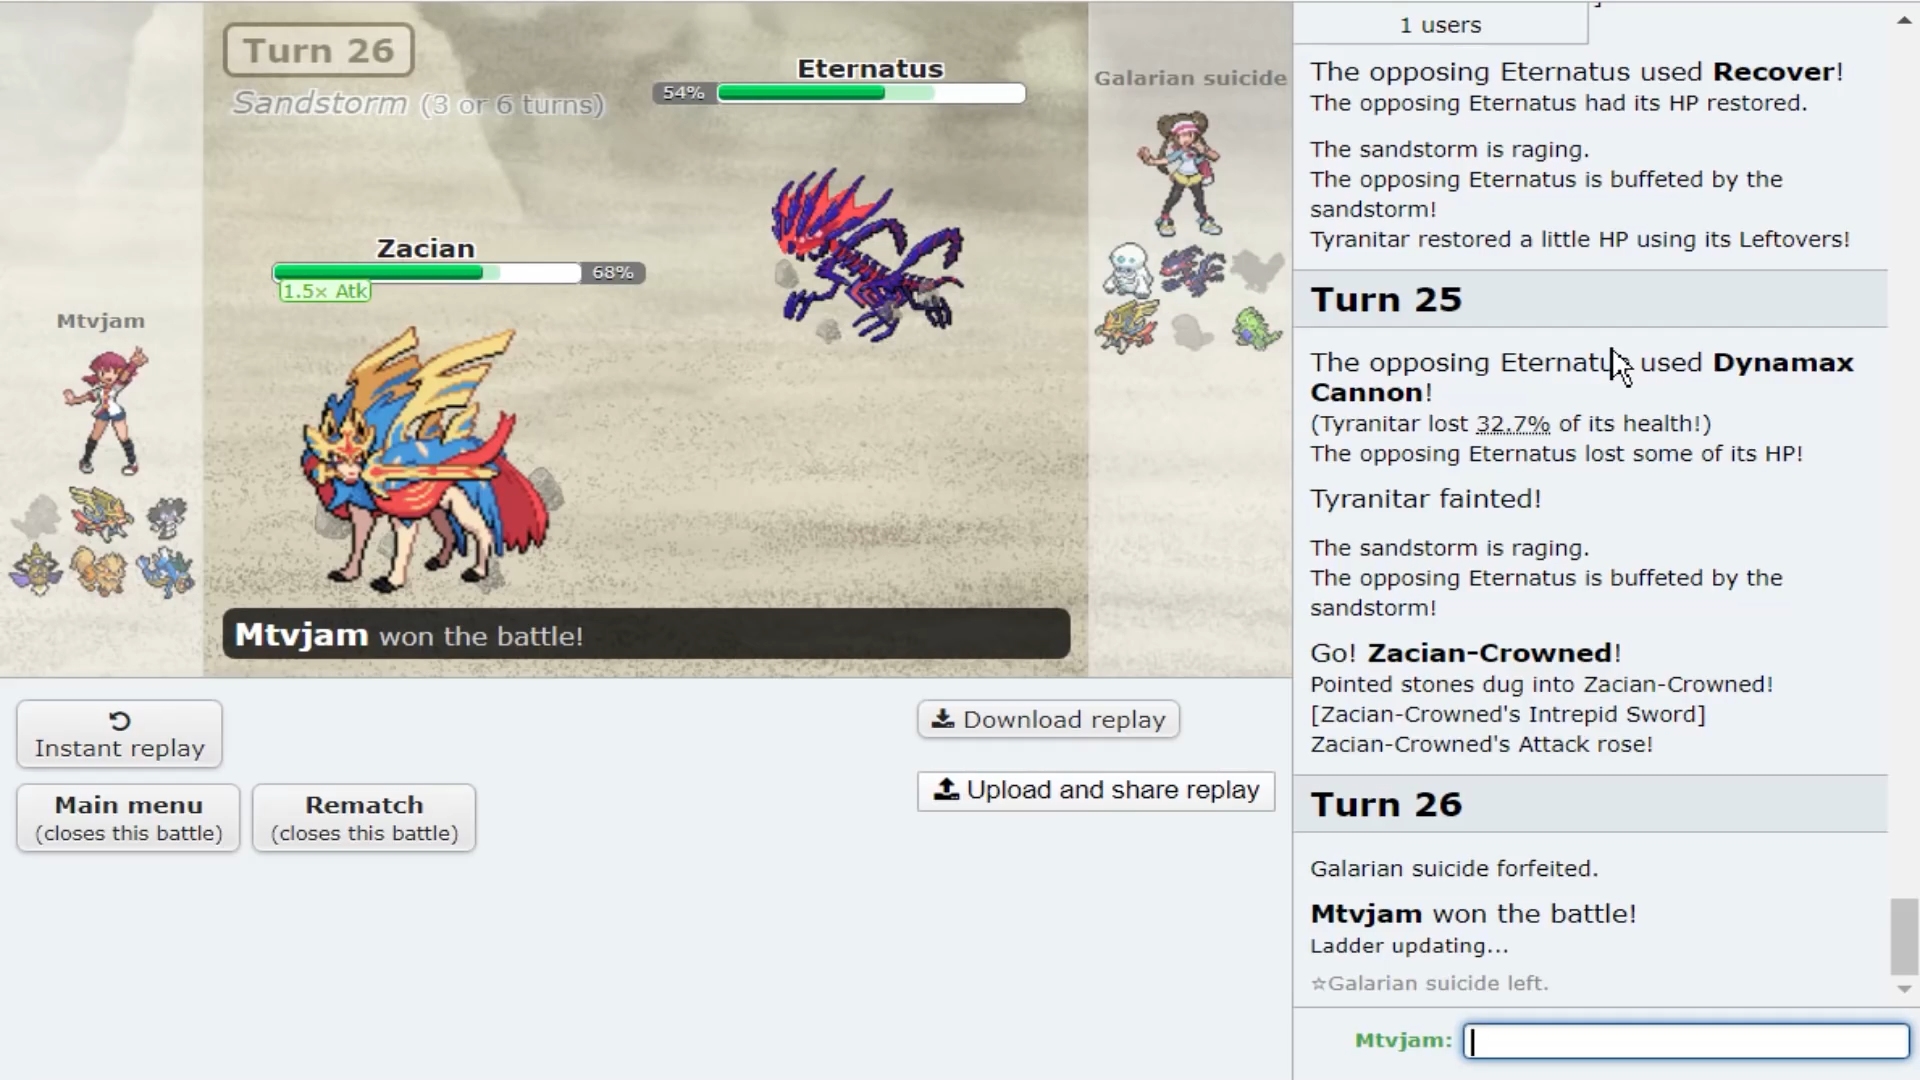 Turn 26
Sandstorm (3 or 6 turns)
Eternatus
54%
Galarian suicide
Zacian
68%
1.5× Atk
Mtvjam
Mtvjam won the battle!
Instant replay
Download replay
Upload and share replay
Main menu
(closes this battle)
Rematch
(closes this battle)
1 users
The opposing Eternatus used Recover!
The opposing Eternatus had its HP restored.
The sandstorm is raging.
The opposing Eternatus is buffeted by the
sandstorm!
Tyranitar restored a little HP using its Leftovers!
Turn 25
The opposing Eternatus used Dynamax
Cannon!
(Tyranitar lost 32.7% of its health!)
The opposing Eternatus lost some of its HP!
Tyranitar fainted!
The sandstorm is raging.
The opposing Eternatus is buffeted by the
sandstorm!
Go! Zacian-Crowned!
Pointed stones dug into Zacian-Crowned!
[Zacian-Crowned's Intrepid Sword]
Zacian-Crowned's Attack rose!
Turn 26
Galarian suicide forfeited.
Mtvjam won the battle!
Ladder updating...
☆Galarian suicide left.
Mtvjam: